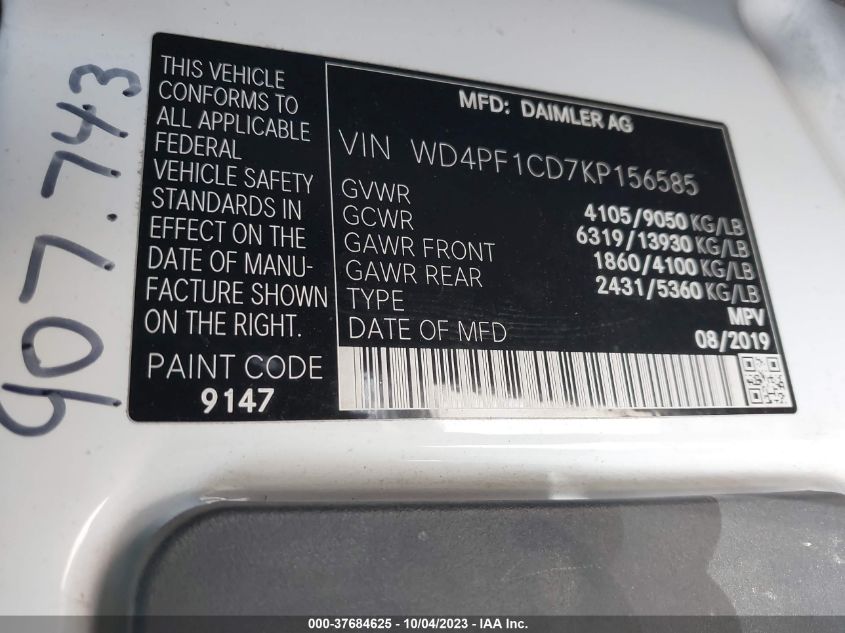 907.743
THIS VEHICLE
CONFORMS TO
ALL APPLICABLE
FEDERAL
VEHICLE SAFETY
STANDARDS IN
EFFECT ON THE
DATE OF MANU-
FACTURE SHOWN
ON THE RIGHT.
PAINT CODE
9147
MFD: DAIMLER AG
VIN WD4PF1CD7KP156585
GVWR 4105/9050 KG/LB
GCWR 6319/13930 KG/LB
GAWR FRONT 1860/4100 KG/LB
GAWR REAR 2431/5360 KG/LB
TYPE MPV
DATE OF MFD 08/2019
000-37684625 - 10/04/2023 - IAA Inc.